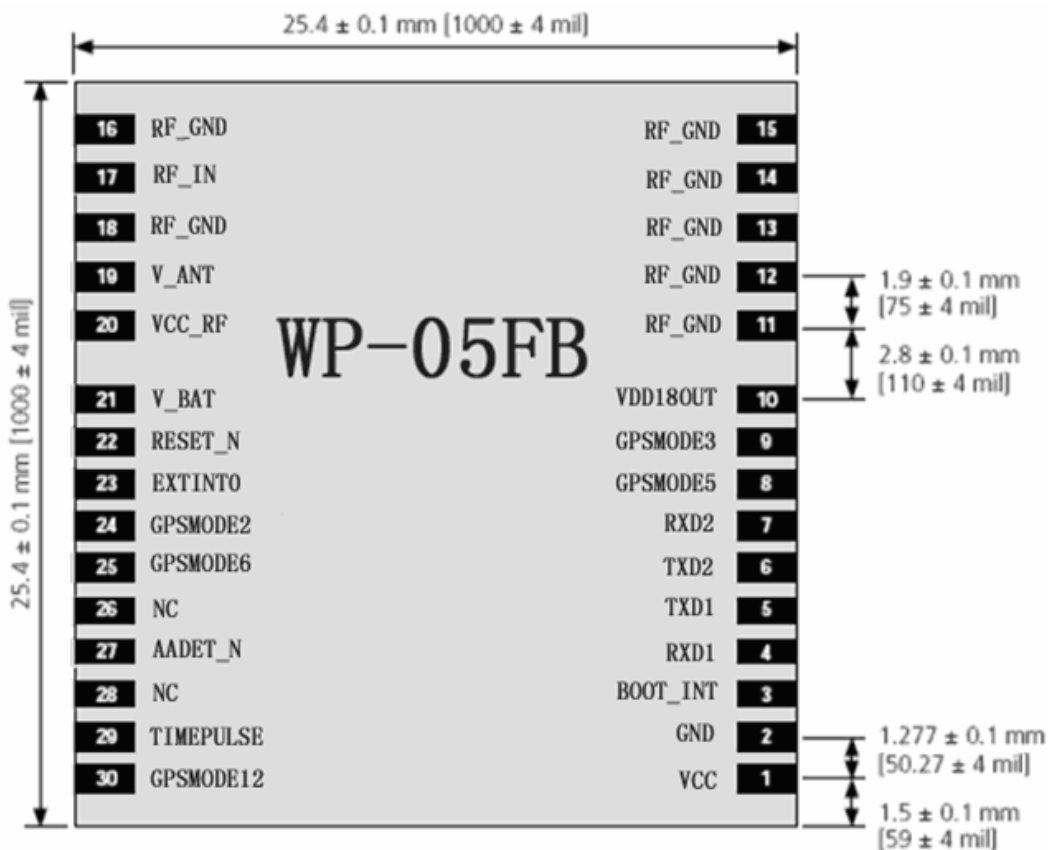 25.4 ± 0.1 mm [1000 ± 4 mil]
25.4 ± 0.1 mm [1000 ± 4 mil]
16 RF_GND RF_GND 15
17 RF_IN RF_GND 14
18 RF_GND RF_GND 13
19 V_ANT RF_GND 12
20 VCC_RF RF_GND 11
WP-05FB
21 V_BAT VDD18OUT 10
22 RESET_N GPSMODE3 9
23 EXTINT0 GPSMODE5 8
24 GPSMODE2 RXD2 7
25 GPSMODE6 TXD2 6
26 NC TXD1 5
27 AADET_N RXD1 4
28 NC BOOT_INT 3
29 TIMEPULSE GND 2
30 GPSMODE12 VCC 1
1.9 ± 0.1 mm
[75 ± 4 mil]
2.8 ± 0.1 mm
[110 ± 4 mil]
1.277 ± 0.1 mm
[50.27 ± 4 mil]
1.5 ± 0.1 mm
[59 ± 4 mil]